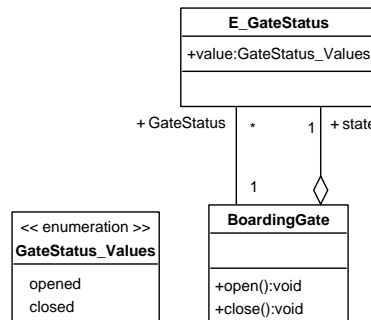 E_GateStatus
+value:GateStatus_Values
+ GateStatus
*
1
+ state
1
<< enumeration >>
GateStatus_Values
opened
closed
BoardingGate
+open():void
+close():void